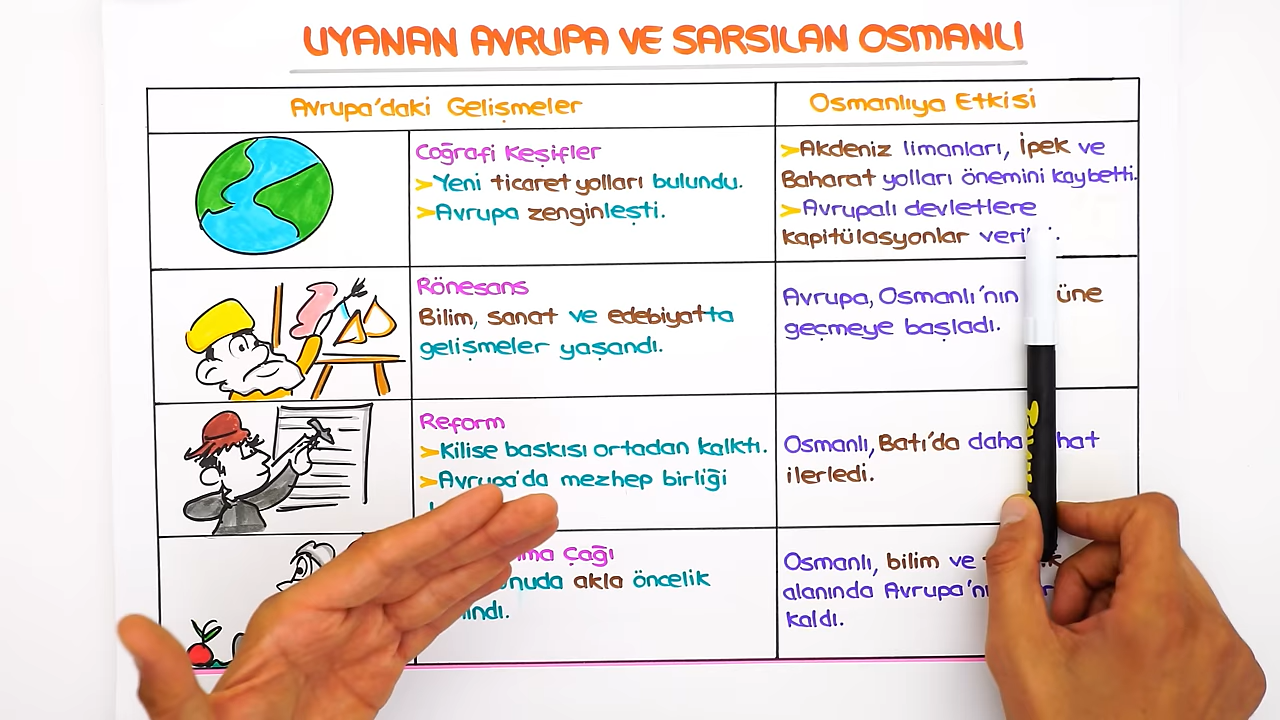 UYANAN AVRUPA VE SARSILAN OSMANLI
Avrupa'daki Gelişmeler
Osmanlıya Etkisi
Coğrafi Keşifler
➤Yeni ticaret yolları bulundu.
➤Avrupa zenginleşti.
➤Akdeniz limanları, İpek ve
Baharat yolları önemini kaybetti.
➤Avrupalı devletlere
kapitülasyonlar
Rönesans
Bilim, sanat ve edebiyatta
gelişmeler yaşandı.
Avrupa, Osmanlı'nın
geçmeye başladı.
Reform
➤Kilise baskısı ortadan kalktı.
➤Avrupa'da mezhep birliği
Osmanlı, Batı'da daha
ilerledi.
Çağı
akla öncelik
Osmanlı, bilim ve
alanında
kaldı.